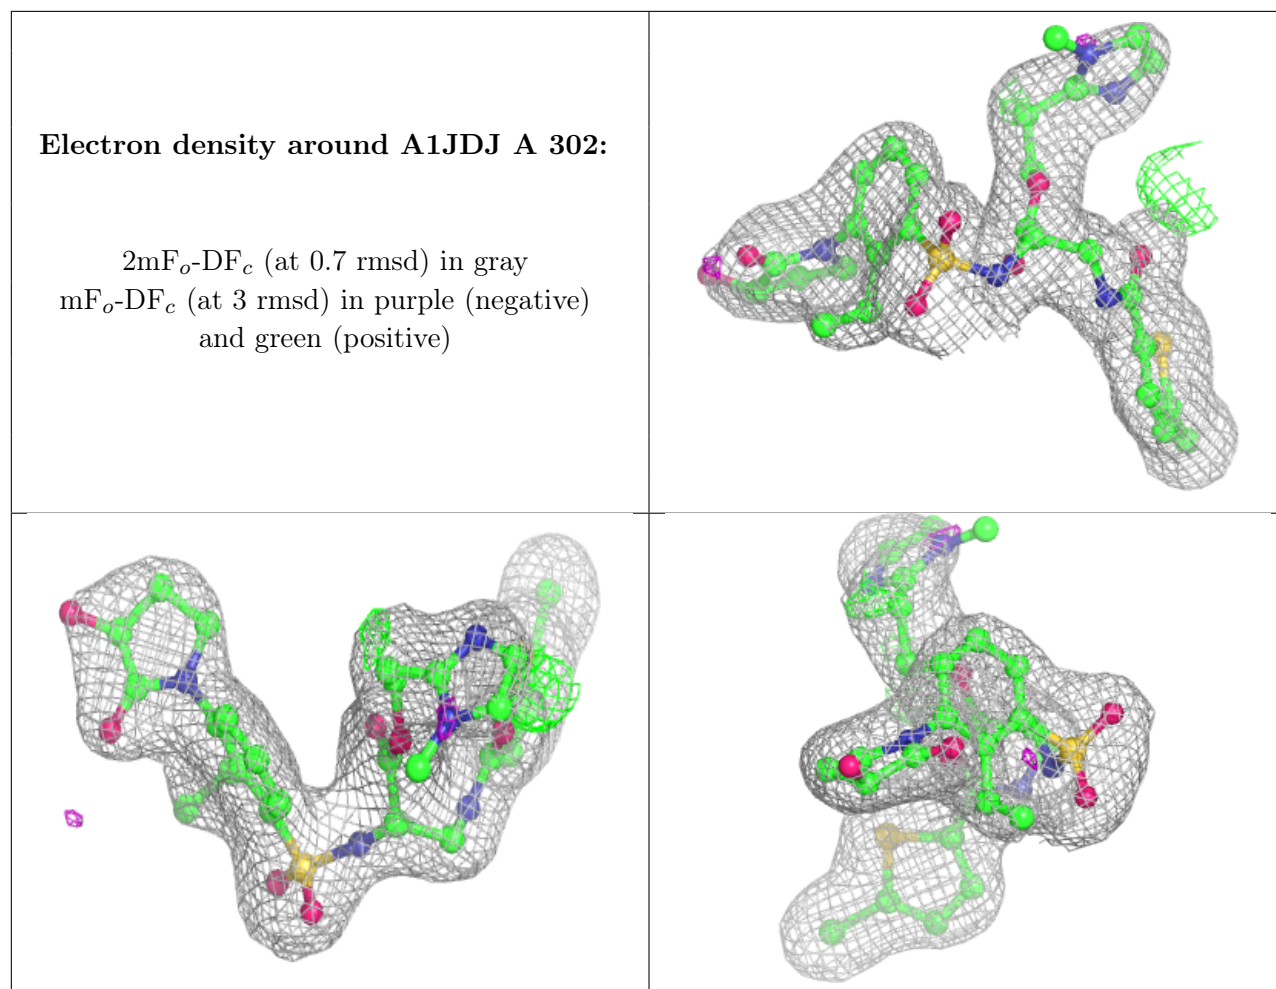 Electron density around A1JDJ A 302:
2mFo-DFc (at 0.7 rmsd) in gray
mFo-DFc (at 3 rmsd) in purple (negative)
and green (positive)